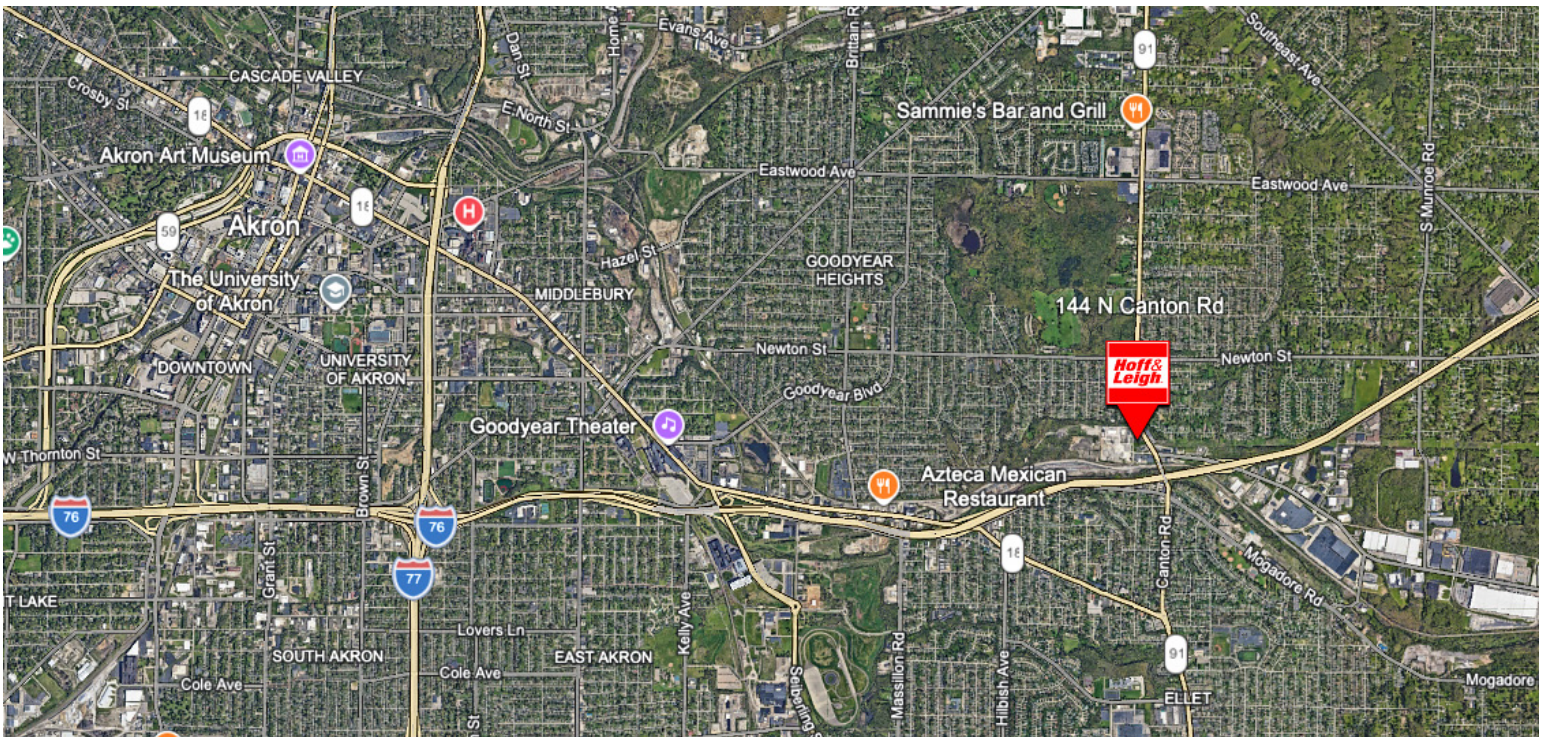 Home A
Dan St
Evans Ave
Brittain R
91
Southeast Ave
CASCADE VALLEY
Crosby St
18
Sammie's Bar and Grill
E North St
Akron Art Museum
Eastwood Ave
Eastwood Ave
S Munroe Rd
18
H
59
Akron
Hazel St
GOODYEAR
HEIGHTS
The University
of Akron
MIDDLEBURY
144 N Canton Rd
Newton St
Newton St
DOWNTOWN
UNIVERSITY
OF AKRON
Hoff&
Leigh
Goodyear Blvd
Goodyear Theater
W Thornton St
Brown St
Azteca Mexican
Restaurant
76
76
77
18
Grant St
Canton Rd
Mogadore Rd
T LAKE
Kelly Ave
Lovers Ln
SOUTH AKRON
EAST AKRON
91
Cole Ave
Cole Ave
Seiberling S
Massillon Rd
Hilbish Ave
ELLET
Mogadore
n St